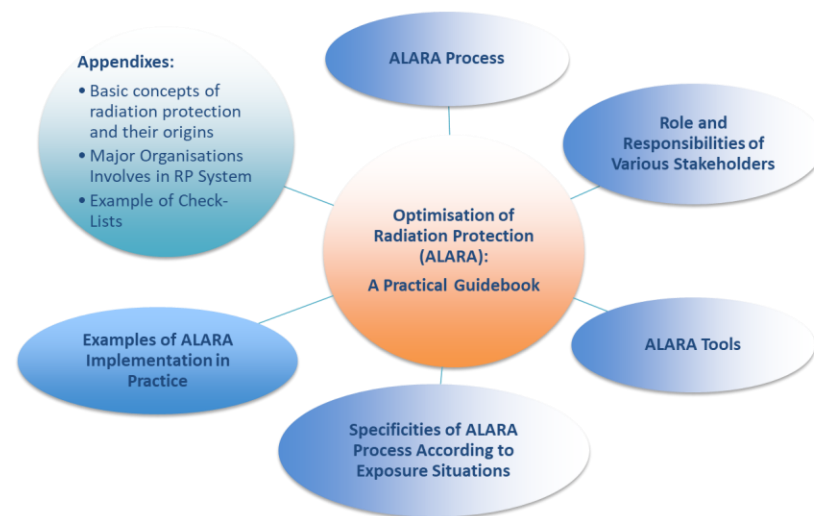 ALARA Process
Role and
Responsibilities of
Various Stakeholders
ALARA Tools
Specificities of ALARA
Process According to
Exposure Situations
Examples of ALARA
Implementation in
Practice
Appendixes:
• Basic concepts of
radiation protection
and their origins
• Major Organisations
Involves in RP System
• Example of Check-
Lists
Optimisation of
Radiation Protection
(ALARA):
A Practical Guidebook